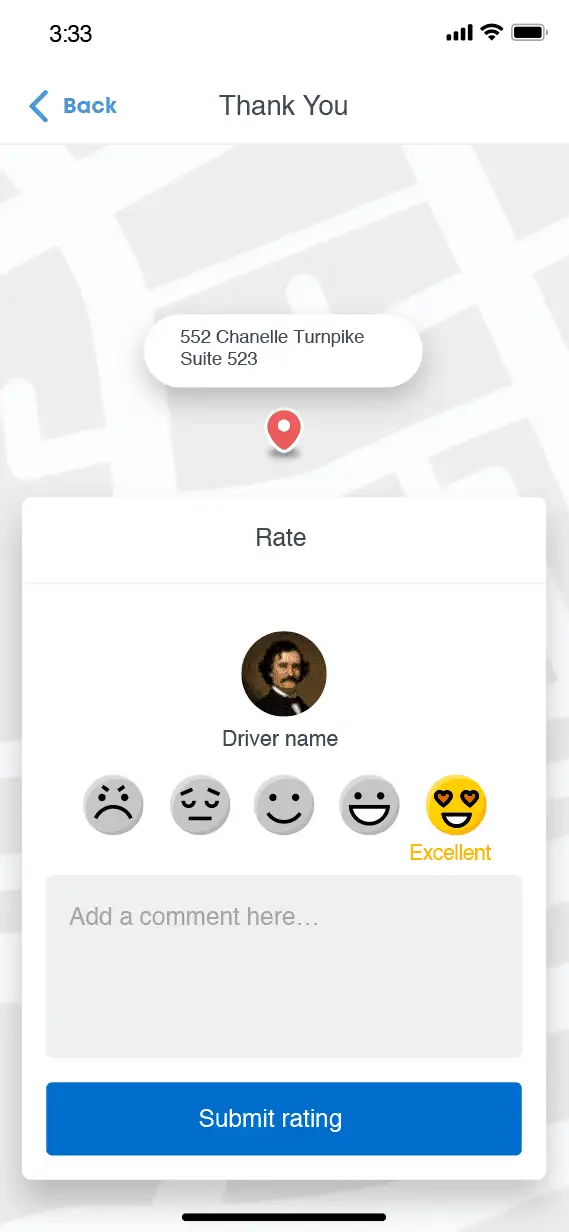 3:33
Back
Thank You
552 Chanelle Turnpike
Suite 523
Rate
Driver name
Excellent
Add a comment here...
Submit rating